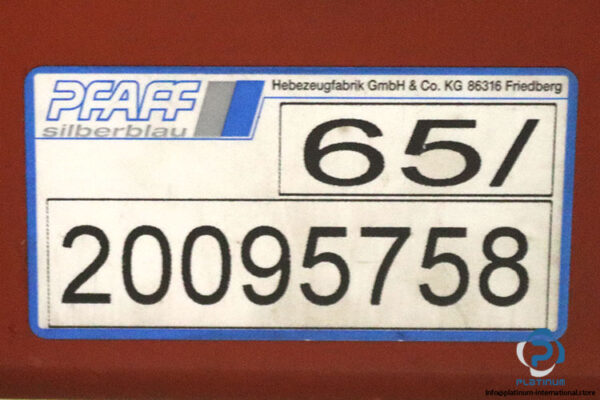 PFAFF
silberblau
Hebezeugfabrik GmbH & Co. KG 86316 Friedberg
65/
20095758
PLATINUM
info@platinum-international.store